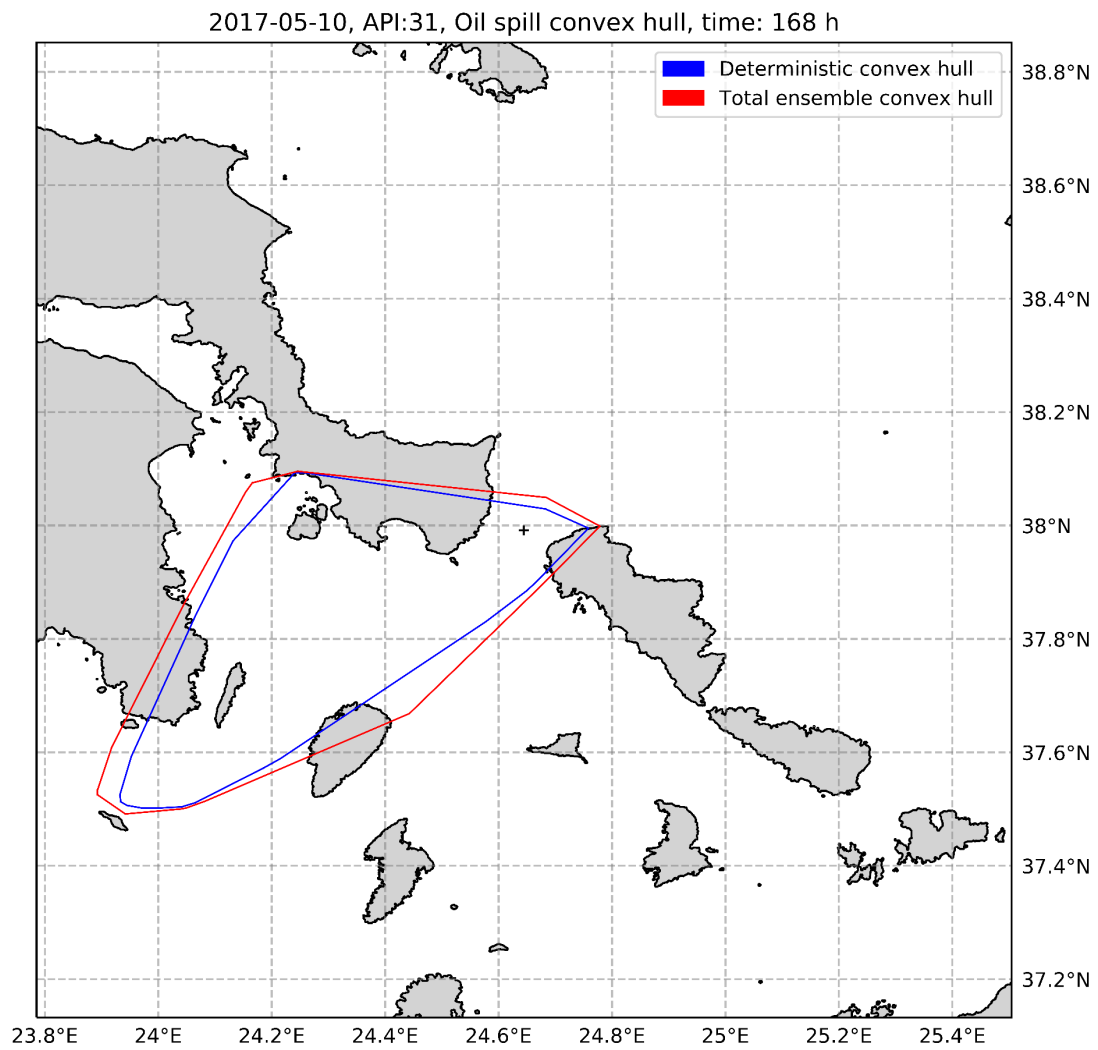 2017-05-10, API:31, Oil spill convex hull, time: 168 h
Deterministic convex hull
Total ensemble convex hull
38.8°N
38.6°N
38.4°N
38.2°N
38°N
37.8°N
37.6°N
37.4°N
37.2°N
23.8°E 24°E 24.2°E 24.4°E 24.6°E 24.8°E 25°E 25.2°E 25.4°E